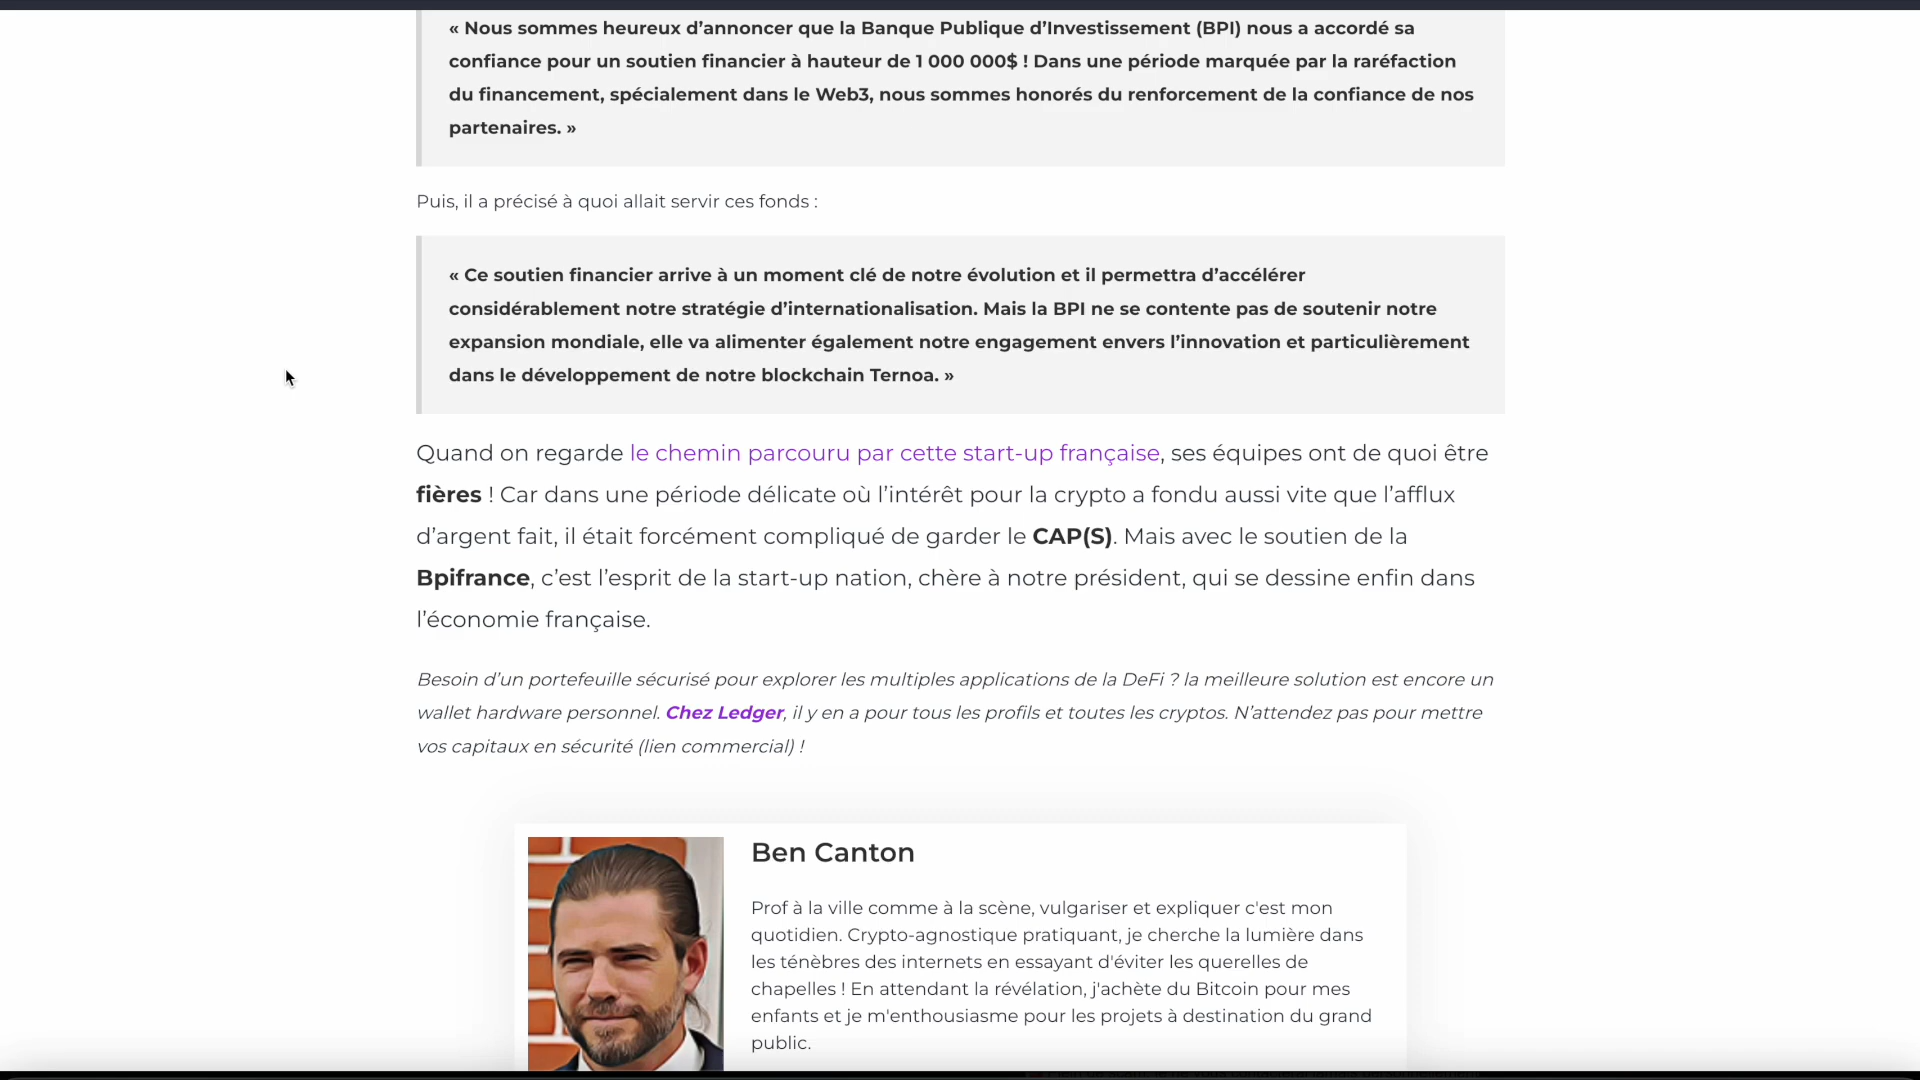 « Nous sommes heureux d’annoncer que la Banque Publique d’Investissement (BPI) nous a accordé sa
confiance pour un soutien financier à hauteur de 1 000 000$ ! Dans une période marquée par la raréfaction
du financement, spécialement dans le Web3, nous sommes honorés du renforcement de la confiance de nos
partenaires. »
Puis, il a précisé à quoi allait servir ces fonds :
« Ce soutien financier arrive à un moment clé de notre évolution et il permettra d’accélérer
considérablement notre stratégie d’internationalisation. Mais la BPI ne se contente pas de soutenir notre
expansion mondiale, elle va alimenter également notre engagement envers l’innovation et particulièrement
dans le développement de notre blockchain Ternoa. »
Quand on regarde le chemin parcouru par cette start-up française, ses équipes ont de quoi être
fières ! Car dans une période délicate où l’intérêt pour la crypto a fondu aussi vite que l’afflux
d’argent fait, il était forcément compliqué de garder le CAP(S). Mais avec le soutien de la
Bpifrance, c’est l’esprit de la start-up nation, chère à notre président, qui se dessine enfin dans
l’économie française.
Besoin d’un portefeuille sécurisé pour explorer les multiples applications de la DeFi ? la meilleure solution est encore un
wallet hardware personnel. Chez Ledger, il y en a pour tous les profils et toutes les cryptos. N’attendez pas pour mettre
vos capitaux en sécurité (lien commercial) !
Ben Canton
Prof à la ville comme à la scène, vulgariser et expliquer c'est mon
quotidien. Crypto-agnostique pratiquant, je cherche la lumière dans
les ténèbres des internets en essayant d'éviter les querelles de
chapelles ! En attendant la révélation, j'achète du Bitcoin pour mes
enfants et je m'enthousiasme pour les projets à destination du grand
public.